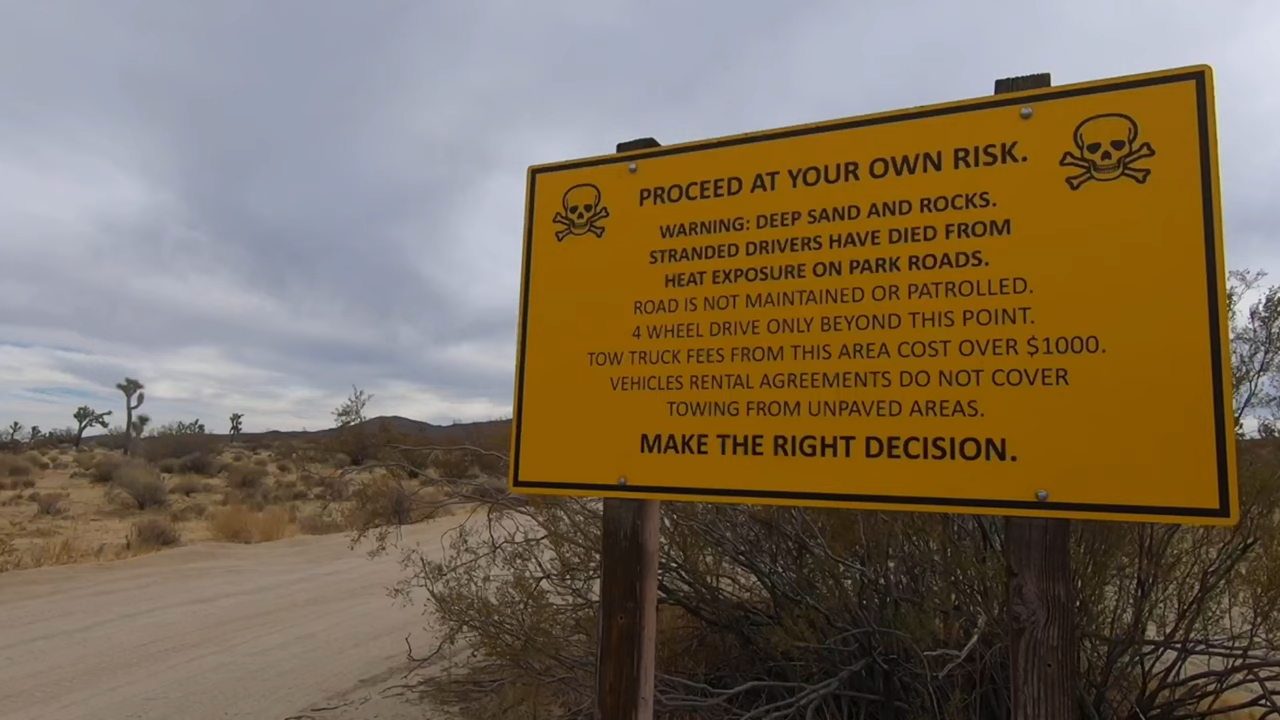 PROCEED AT YOUR OWN RISK.
WARNING: DEEP SAND AND ROCKS.
STRANDED DRIVERS HAVE DIED FROM
HEAT EXPOSURE ON PARK ROADS.
ROAD IS NOT MAINTAINED OR PATROLLED.
4 WHEEL DRIVE ONLY BEYOND THIS POINT.
TOW TRUCK FEES FROM THIS AREA COST OVER $1000.
VEHICLES RENTAL AGREEMENTS DO NOT COVER
TOWING FROM UNPAVED AREAS.
MAKE THE RIGHT DECISION.